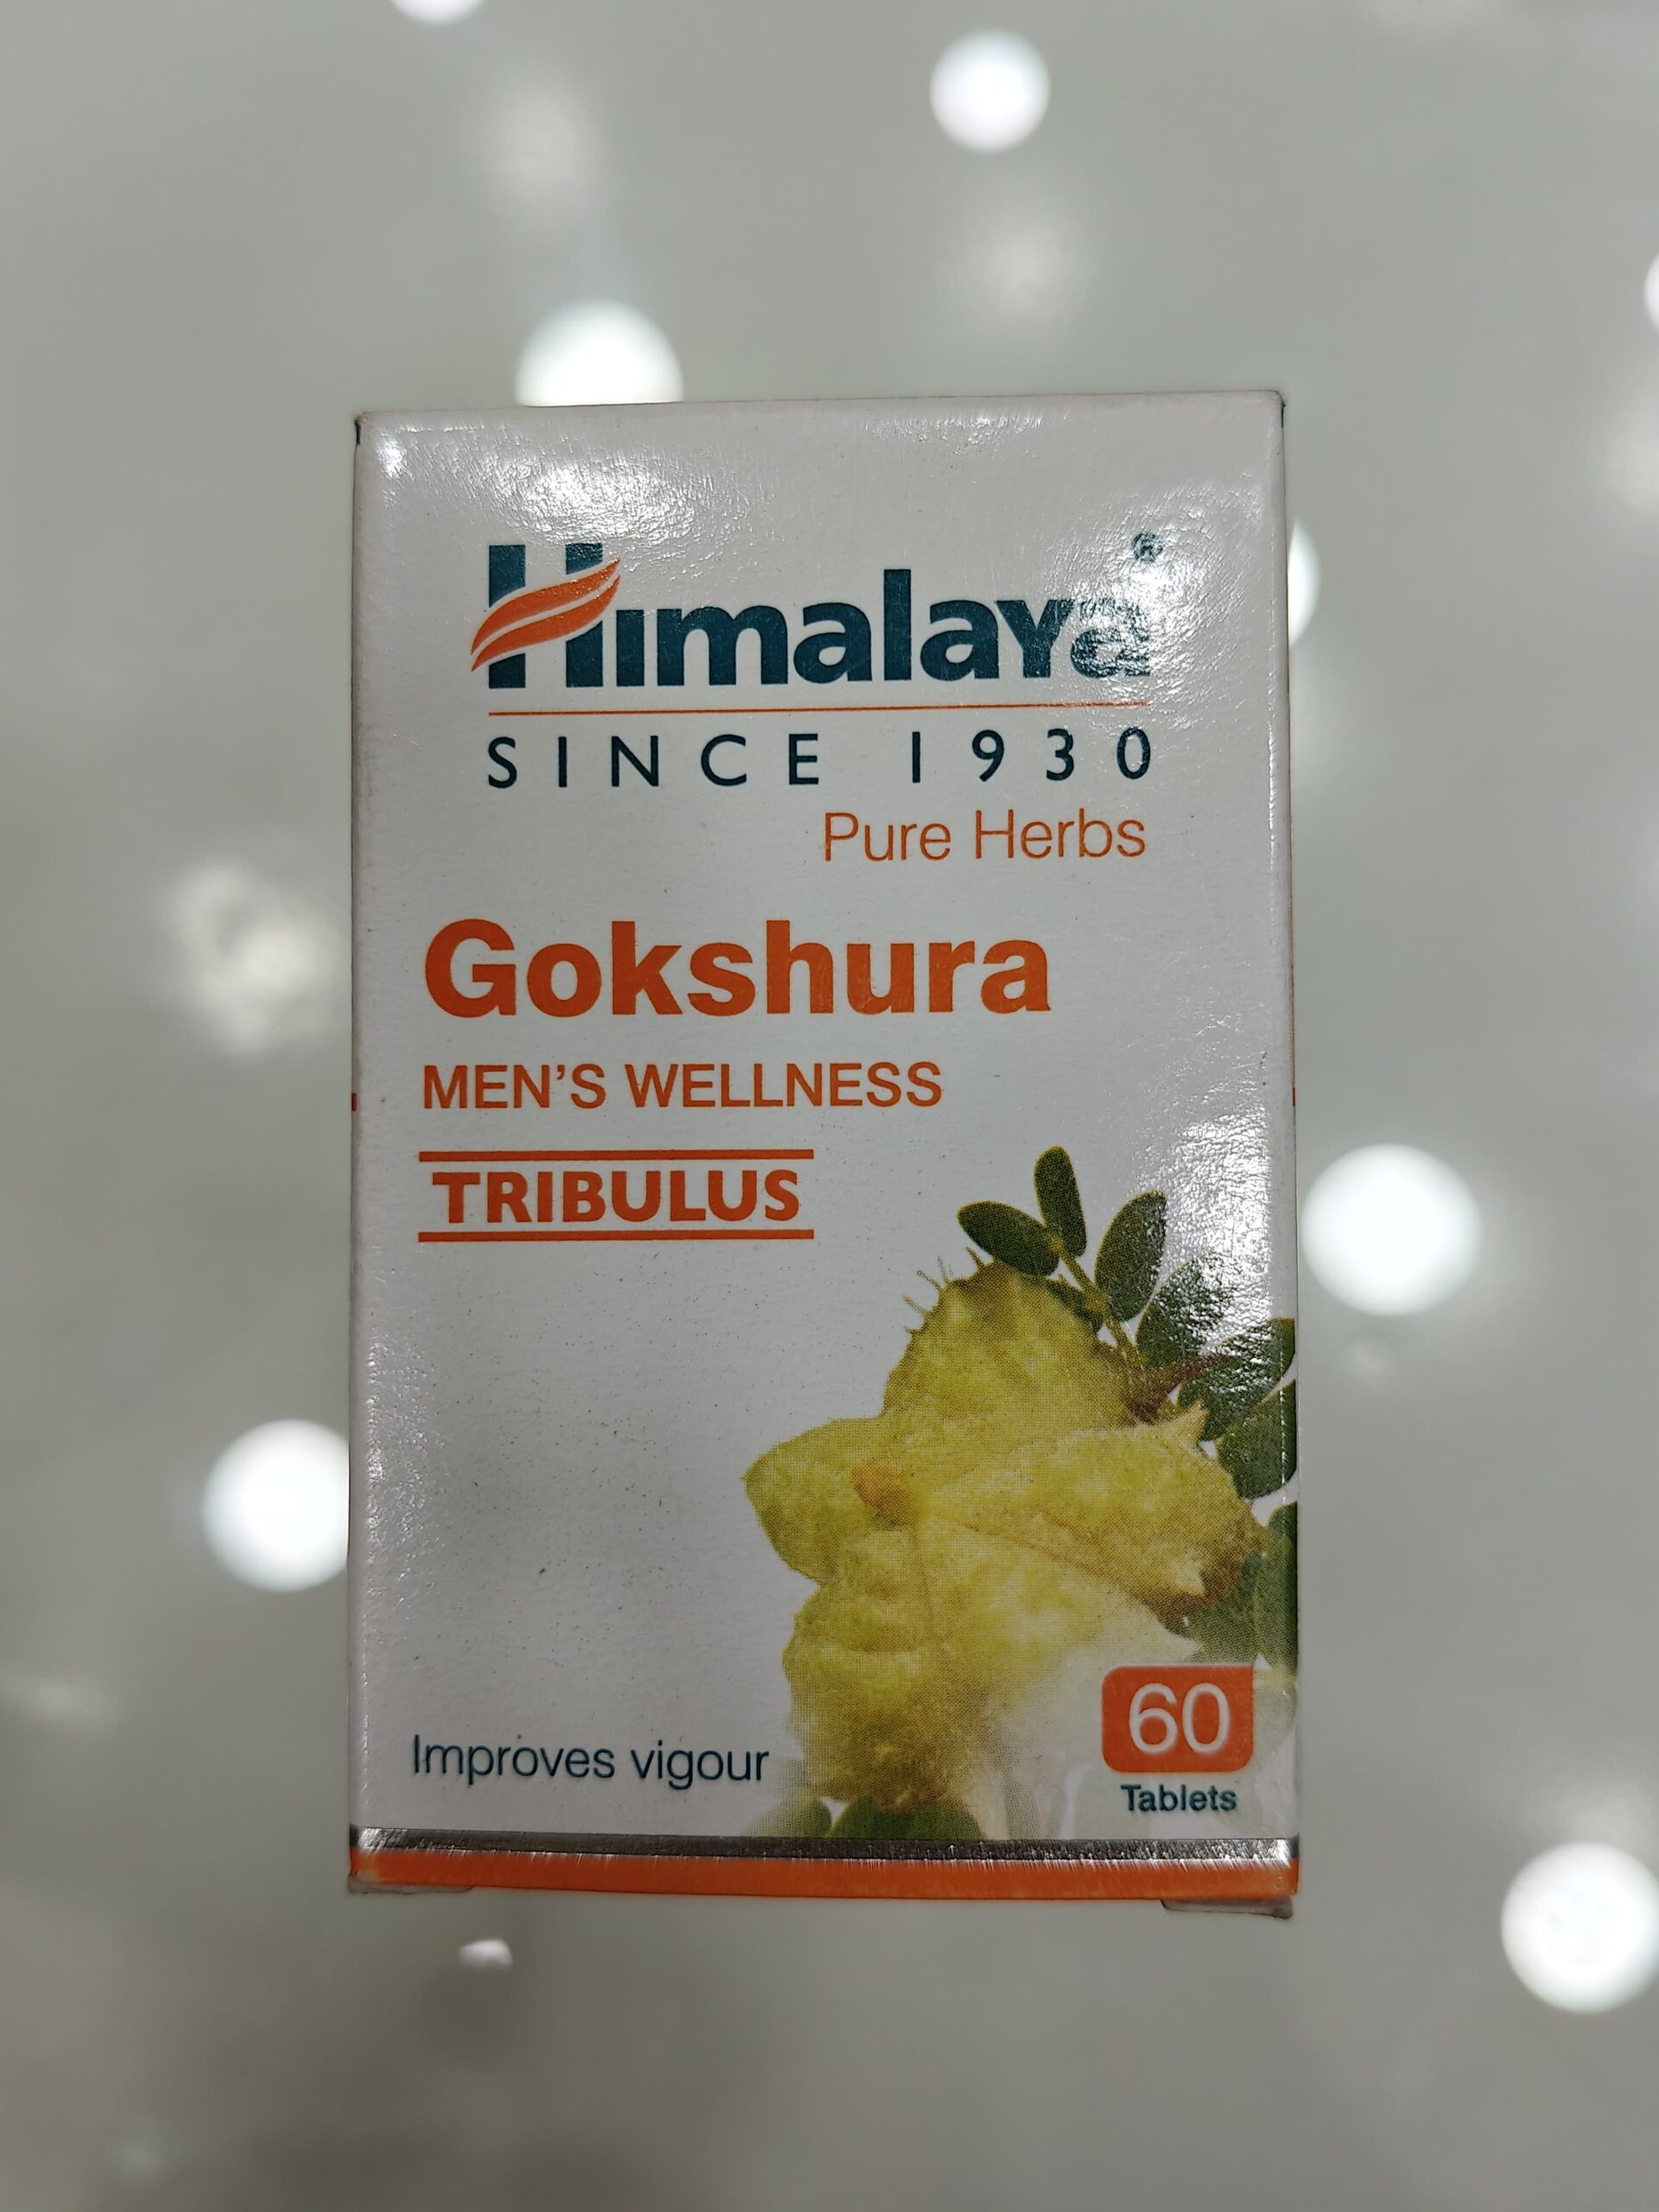 Himalaya®
SINCE 1930
Pure Herbs
Gokshura
MEN'S WELLNESS
TRIBULUS
Improves vigour
60
Tablets